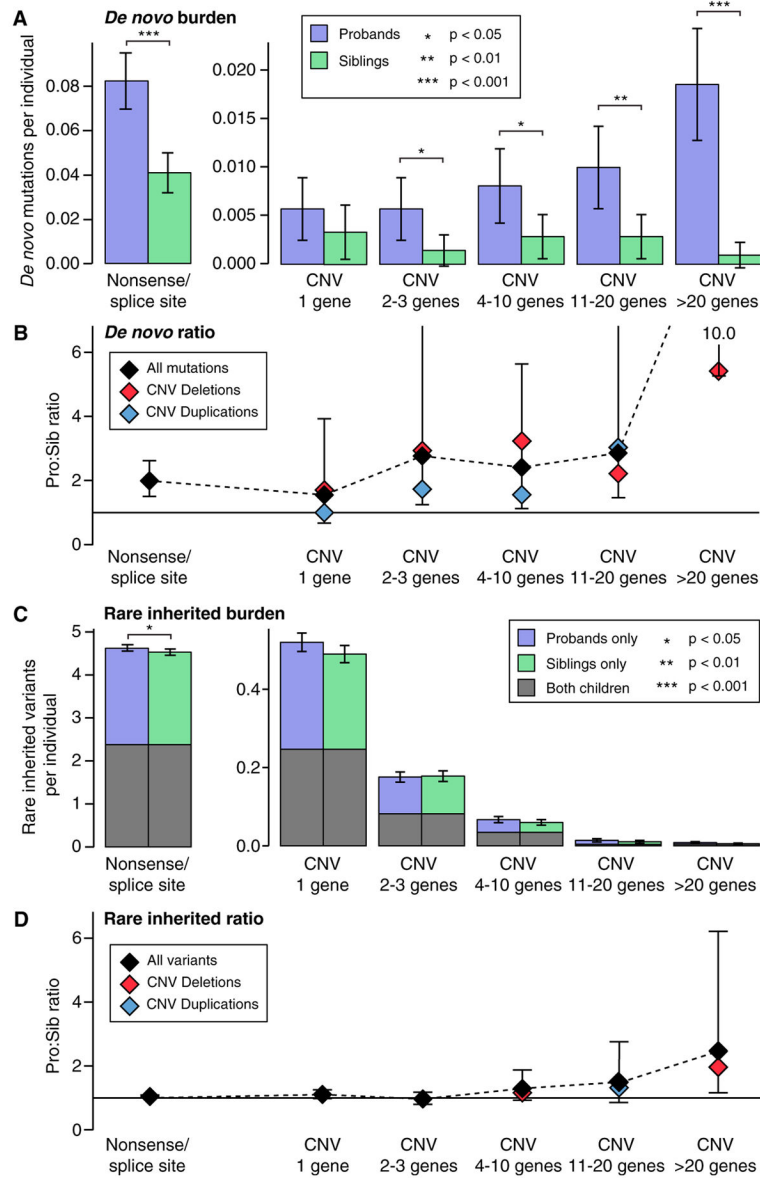 A
De novo burden
De novo mutations per individual
0.08
0.06
0.04
0.02
0.00
***
Nonsense/
splice site
0.020
0.015
0.010
0.005
0.000
Probands
Siblings
* p < 0.05
** p < 0.01
*** p < 0.001
*
*
**
***
CNV
1 gene
CNV
2-3 genes
CNV
4-10 genes
CNV
11-20 genes
CNV
>20 genes
B
De novo ratio
Pro:Sib ratio
6
4
2
0
All mutations
CNV Deletions
CNV Duplications
10.0
Nonsense/
splice site
CNV
1 gene
CNV
2-3 genes
CNV
4-10 genes
CNV
11-20 genes
CNV
>20 genes
C
Rare inherited burden
Rare inherited variants
per individual
5
4
3
2
1
0
*
Nonsense/
splice site
0.4
0.2
0.0
Probands only
Siblings only
Both children
* p < 0.05
** p < 0.01
*** p < 0.001
CNV
1 gene
CNV
2-3 genes
CNV
4-10 genes
CNV
11-20 genes
CNV
>20 genes
D
Rare inherited ratio
Pro:Sib ratio
6
4
2
0
All variants
CNV Deletions
CNV Duplications
Nonsense/
splice site
CNV
1 gene
CNV
2-3 genes
CNV
4-10 genes
CNV
11-20 genes
CNV
>20 genes